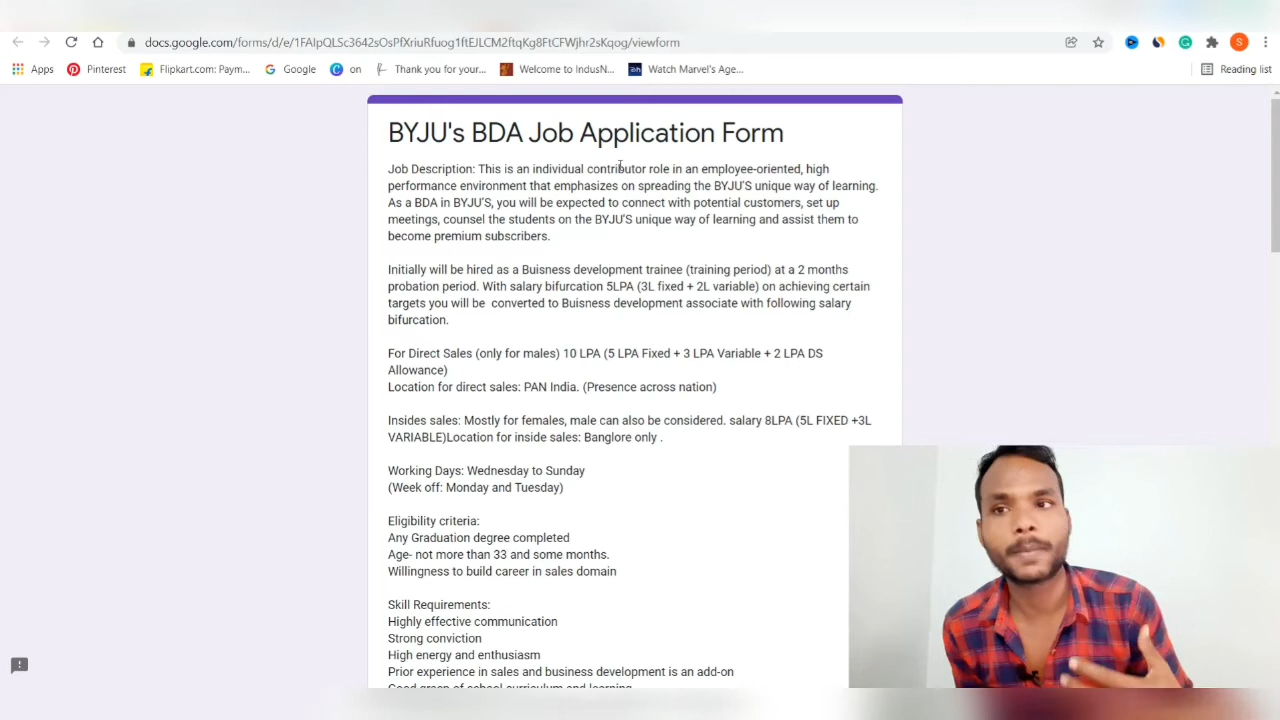 docs.google.com/forms/d/e/1FAIpQLSc3642sOsPfXriuRfuog1ftEJLCM2ftqKg8FtCFWjhr2sKqog/viewform
Apps Pinterest Flipkart.com: Paym... Google on Thank you for your... Welcome to IndusN... Watch Marvel's Age... Reading list
BYJU's BDA Job Application Form
Job Description: This is an individual contributor role in an employee-oriented, high
performance environment that emphasizes on spreading the BYJU'S unique way of learning.
As a BDA in BYJU'S, you will be expected to connect with potential customers, set up
meetings, counsel the students on the BYJU'S unique way of learning and assist them to
become premium subscribers.
Initially will be hired as a Buisness development trainee (training period) at a 2 months
probation period. With salary bifurcation 5LPA (3L fixed + 2L variable) on achieving certain
targets you will be converted to Buisness development associate with following salary
bifurcation.
For Direct Sales (only for males) 10 LPA (5 LPA Fixed + 3 LPA Variable + 2 LPA DS
Allowance)
Location for direct sales: PAN India. (Presence across nation)
Insides sales: Mostly for females, male can also be considered. salary 8LPA (5L FIXED +3L
VARIABLE)Location for inside sales: Banglore only .
Working Days: Wednesday to Sunday
(Week off: Monday and Tuesday)
Eligibility criteria:
Any Graduation degree completed
Age- not more than 33 and some months.
Willingness to build career in sales domain
Skill Requirements:
Highly effective communication
Strong conviction
High energy and enthusiasm
Prior experience in sales and business development is an add-on
Good grasp of school curriculum and learning